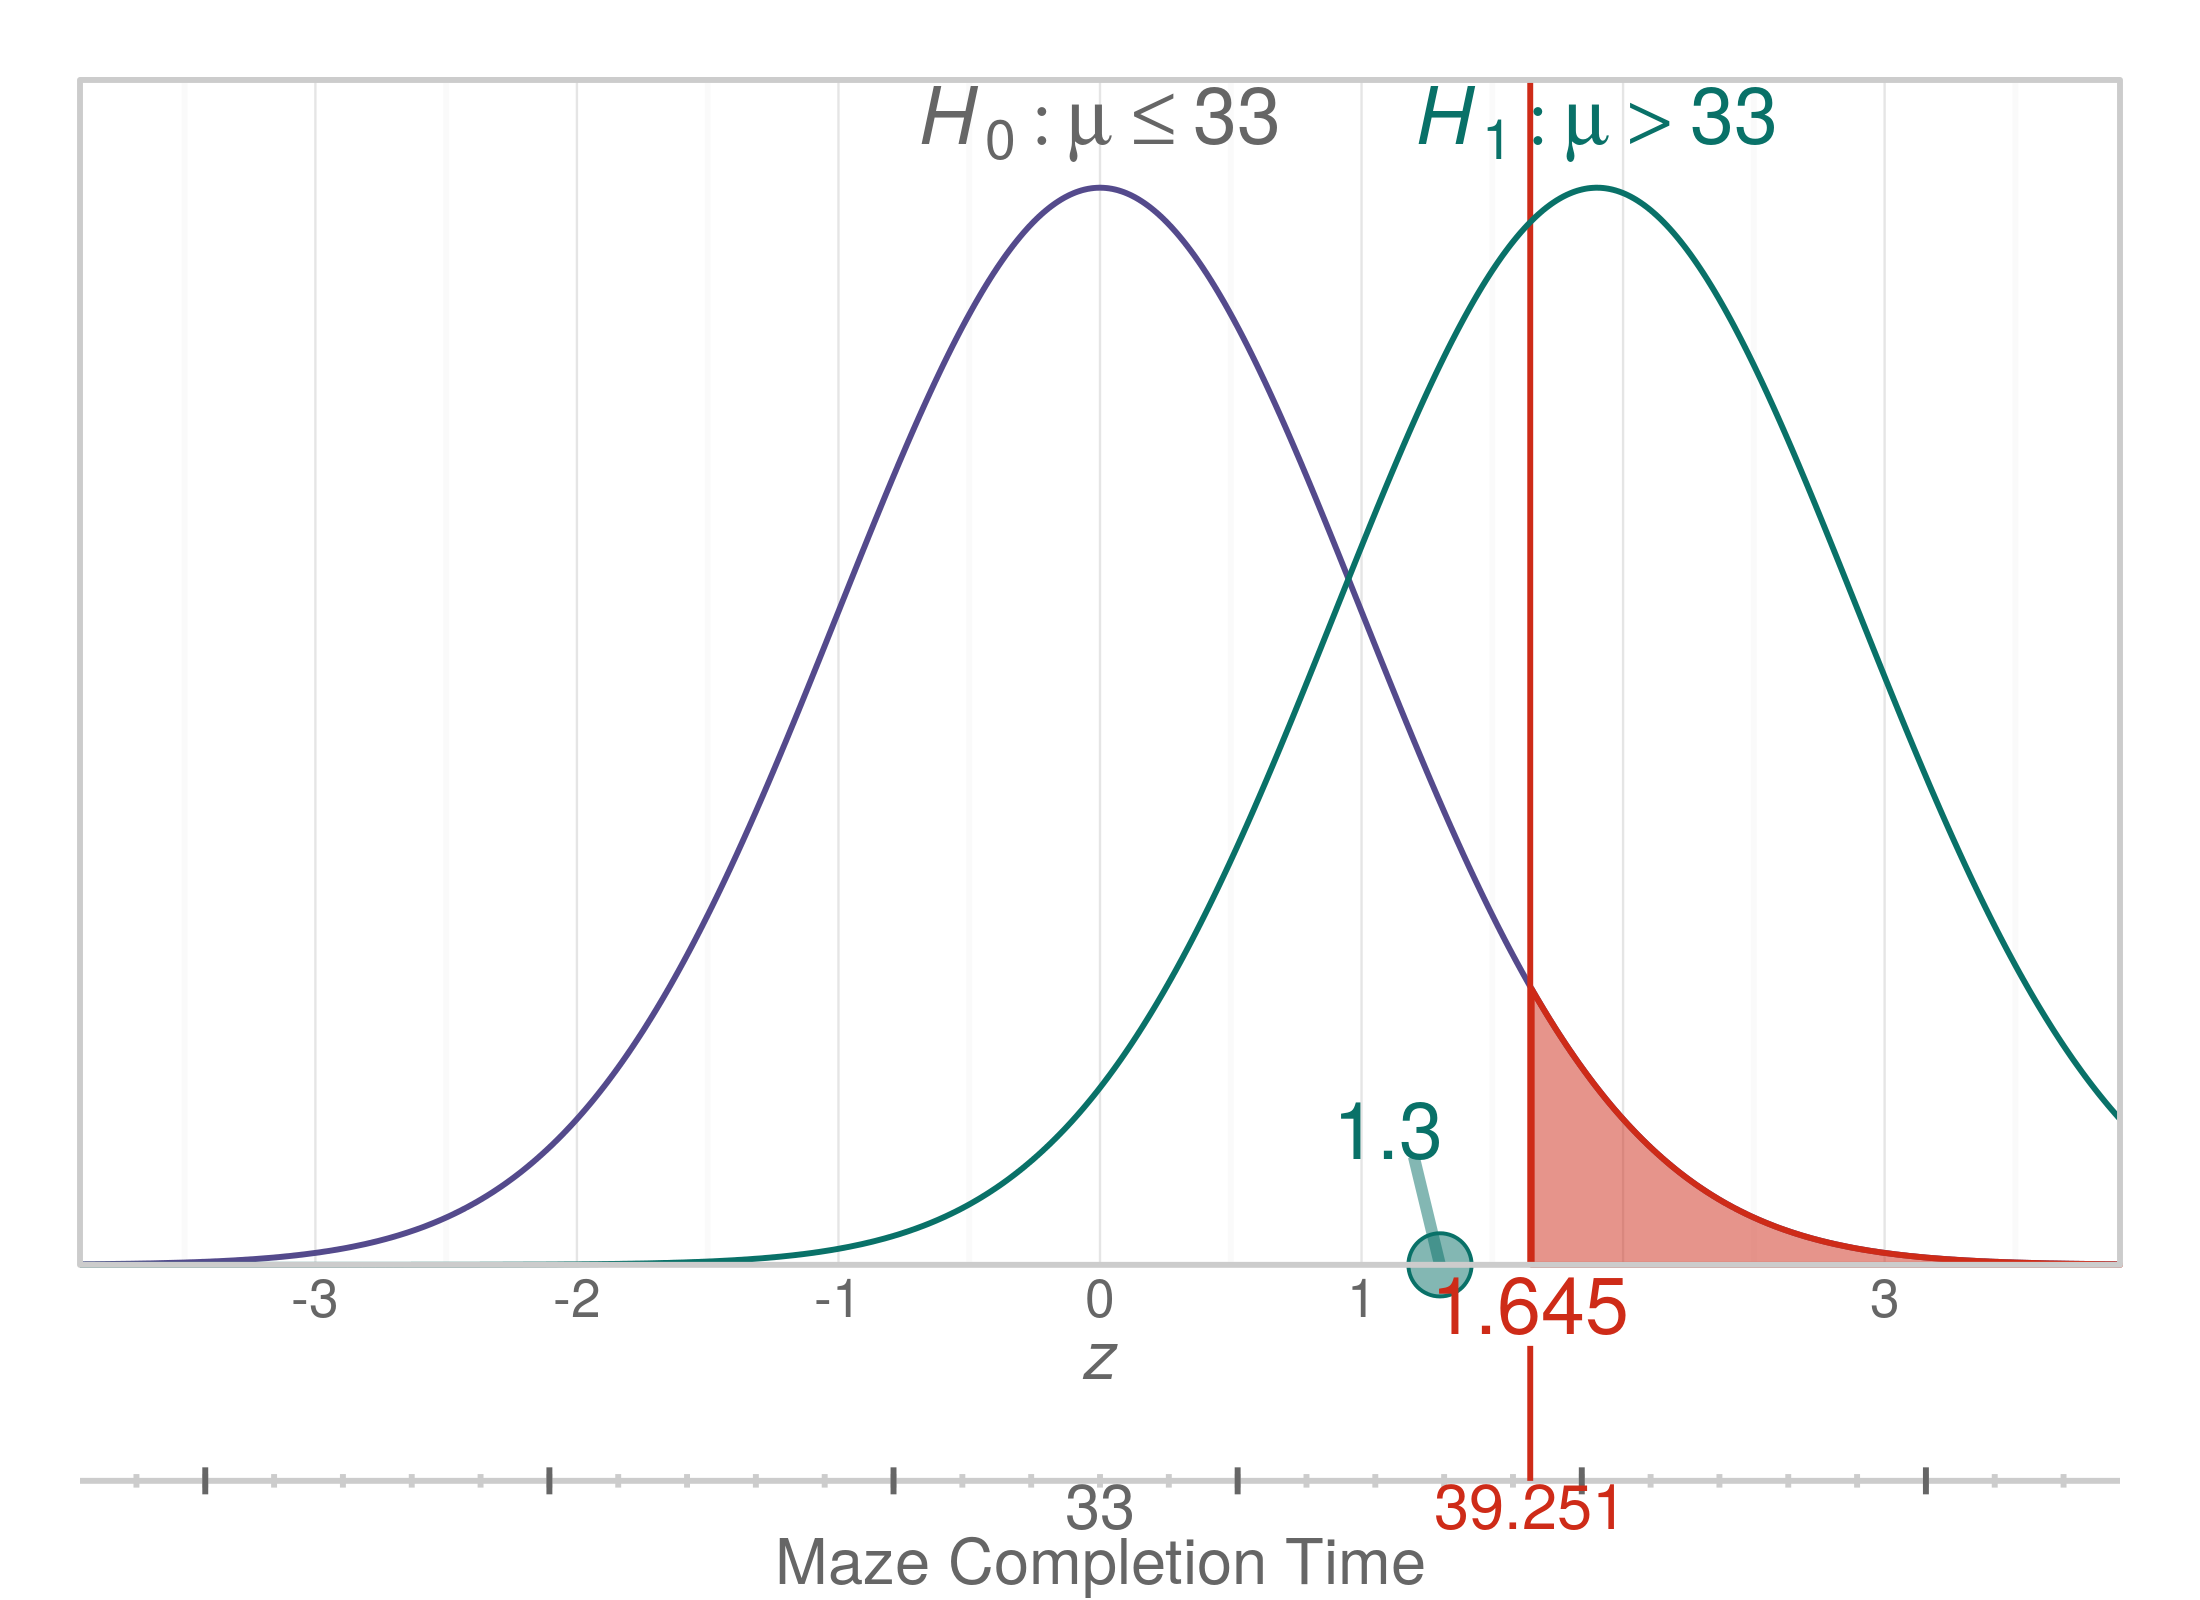 H₀ : μ ≤ 33 H₁ : μ > 33
1.3
-3 -2 -1 0 1 1.645 3
z
33 39.251
Maze Completion Time